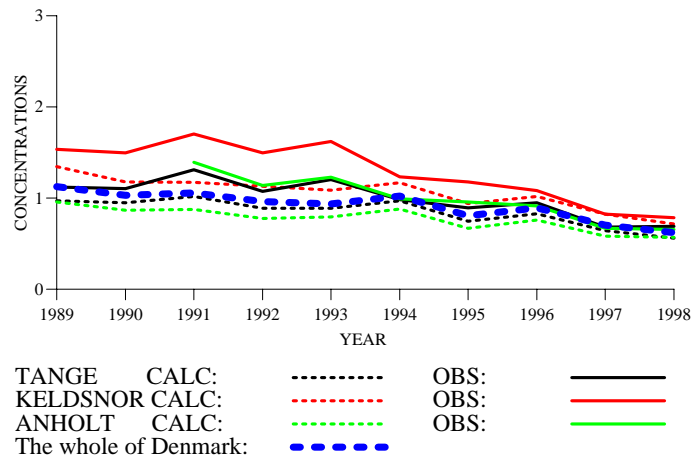 3
2
1
0
CONCENTRATIONS
1989 1990 1991 1992 1993 1994 1995 1996 1997 1998
YEAR
TANGE CALC: OBS:
KELDSNOR CALC: OBS:
ANHOLT CALC: OBS:
The whole of Denmark: